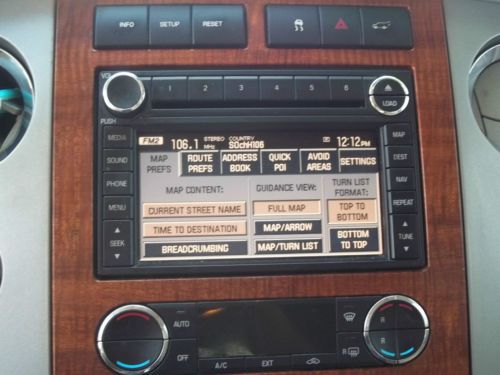 INFO SETUP RESET
VOL
1 2 3 4 5 6
LOAD
PUSH
MEDIA
SOUND
PHONE
MENU
SEEK
MAP
DEST
NAV
REPEAT
TUNE
FM2 106.1 MHz STEREO COUNTRY
SOchH106
12:12PM
MAP PREFS
ROUTE PREFS
ADDRESS BOOK
QUICK POI
AVOID AREAS
SETTINGS
MAP CONTENT:
CURRENT STREET NAME
TIME TO DESTINATION
BREADCRUMBING
GUIDANCE VIEW:
FULL MAP
MAP/ARROW
MAP/TURN LIST
TURN LIST
FORMAT:
TOP TO
BOTTOM
BOTTOM
TO TOP
AUTO
OFF
A/C EXT
R
R R